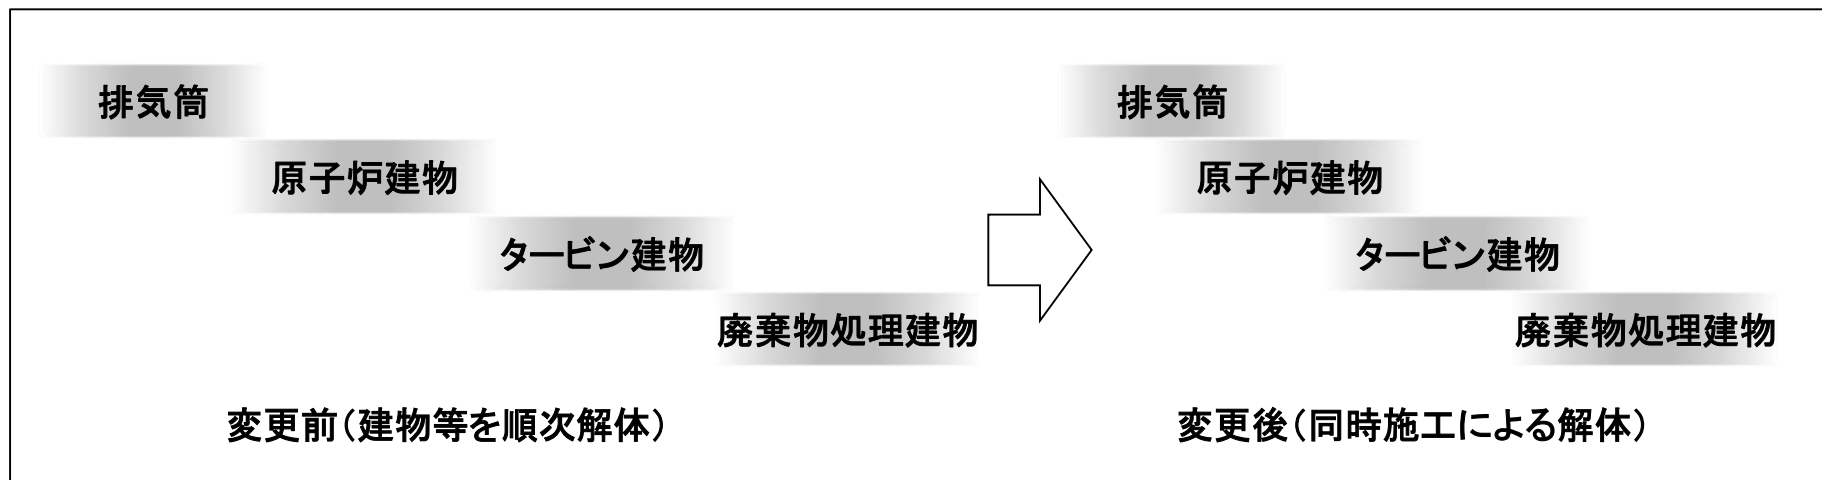 排気筒
原子炉建物
タービン建物
廃棄物処理建物
変更前（建物等を順次解体）
排気筒
原子炉建物
タービン建物
廃棄物処理建物
変更後（同時施工による解体）